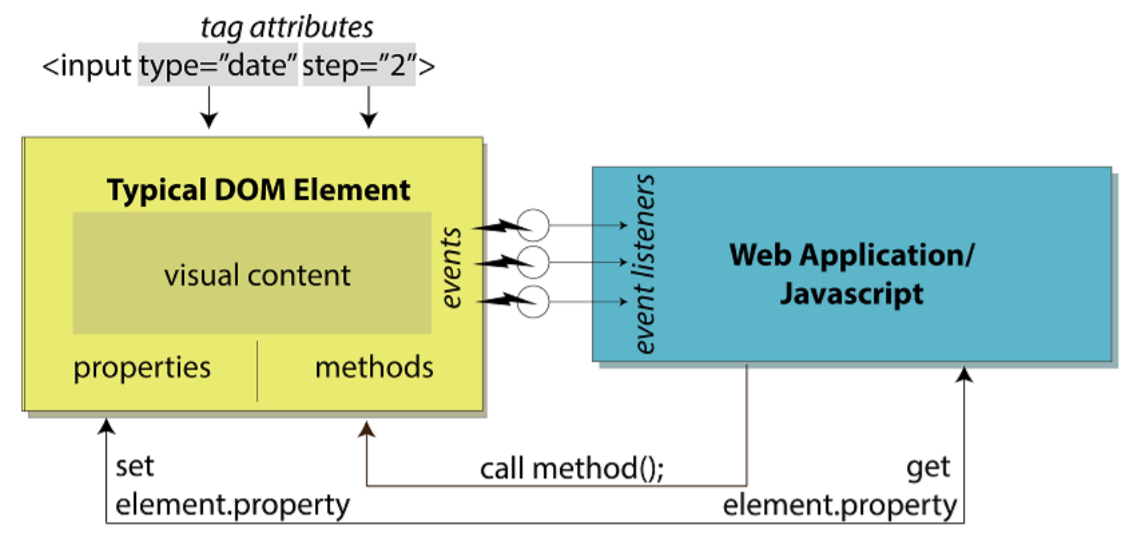 tag attributes
<input type=”date” step=”2”>
Typical DOM Element
visual content
events
properties
methods
event listeners
Web Application/
Javascript
set
element.property
call method();
get
element.property